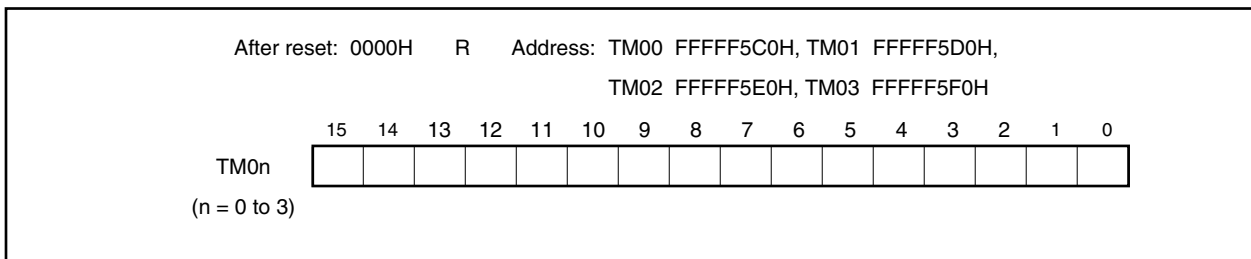 After reset: 0000H R Address: TM00 FFFFF5C0H, TM01 FFFFF5D0H,
TM02 FFFFF5E0H, TM03 FFFFF5F0H
15 14 13 12 11 10 9 8 7 6 5 4 3 2 1 0
TM0n
(n = 0 to 3)